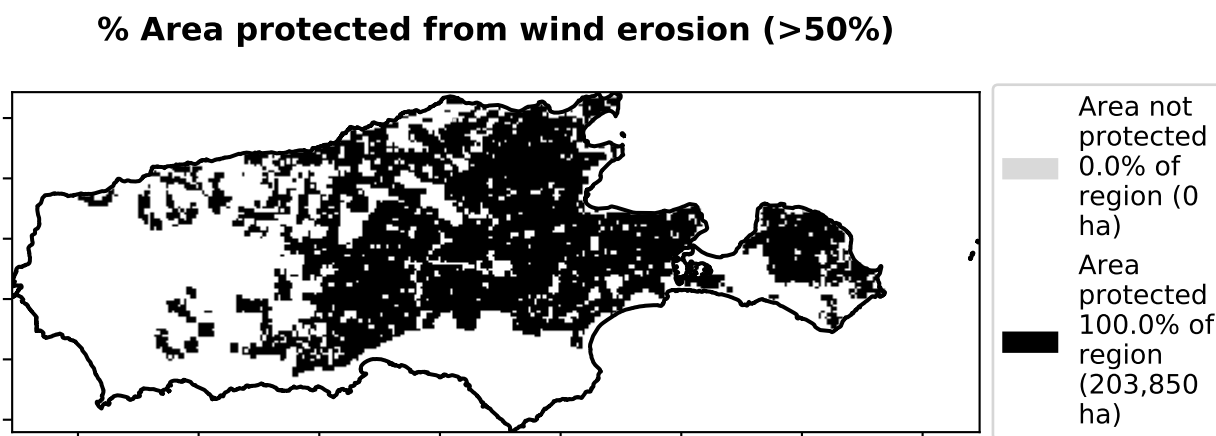 % Area protected from wind erosion (>50%)
Area not
protected
0.0% of
region (0
ha)
Area
protected
100.0% of
region
(203,850
ha)